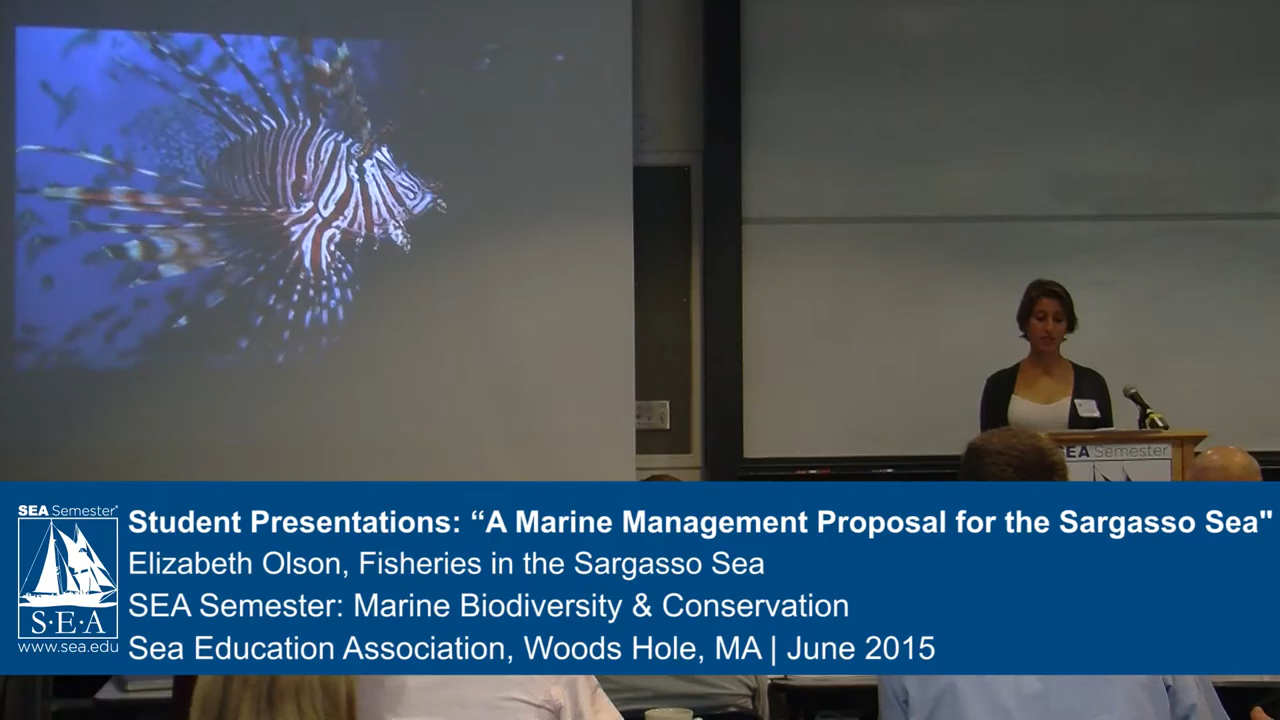 SEA Semester
SEA Semester®
Student Presentations: “A Marine Management Proposal for the Sargasso Sea"
Elizabeth Olson, Fisheries in the Sargasso Sea
SEA Semester: Marine Biodiversity & Conservation
S·E·A
www.sea.edu
Sea Education Association, Woods Hole, MA | June 2015